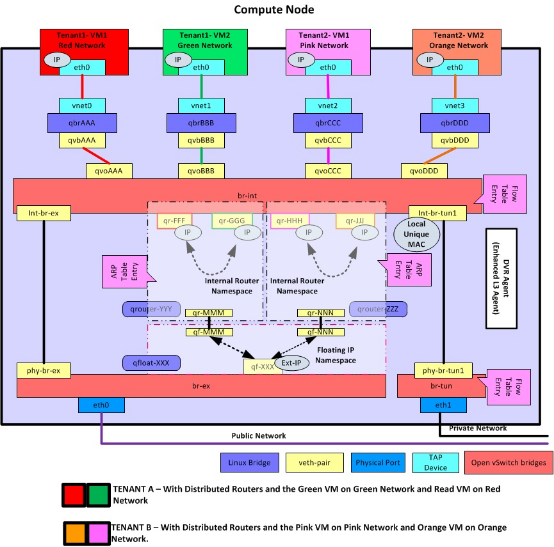 Compute Node
Tenant1- VM1
Red Network
Tenant1- VM2
Green Network
Tenant2- VM1
Pink Network
Tenant2- VM2
Orange Network
IP
eth0
IP
eth0
IP
eth0
IP
eth0
vnet0
vnet1
vnet2
vnet3
qbrAAA
qbrBBB
qbrCCC
qbrDDD
qvbAAA
qvbBBB
qvbCCC
qvbDDD
qvoAAA
qvoBBB
qvoCCC
qvoDDD
br-int
Flow
Table
Entry
Int-br-ex
qr-FFF
qr-GGG
qr-HHH
qr-JJJ
Int-br-tun1
IP
IP
IP
IP
Local
Unique
MAC
ARP
Table
Entry
Internal Router
Namespace
Internal Router
Namespace
ARP
Table
Entry
DVR Agent
(Enhanced L3 Agent)
qrouter-YYY
qr-MMM
qr-NNN
qrouter-ZZZ
qf-MMM
qf-NNN
Floating IP
Namespace
qfloat-XXX
qf-XXX
Ext-IP
phy-br-ex
phy-br-tun1
br-ex
br-tun
Flow
Table
Entry
eth0
eth1
Private Network
Public Network
Linux Bridge
veth-pair
Physical Port
TAP
Device
Open vSwitch bridges
TENANT A – With Distributed Routers and the Green VM on Green Network and Read VM on Red
Network
TENANT B – With Distributed Routers and the Pink VM on Pink Network and Orange VM on Orange
Network.